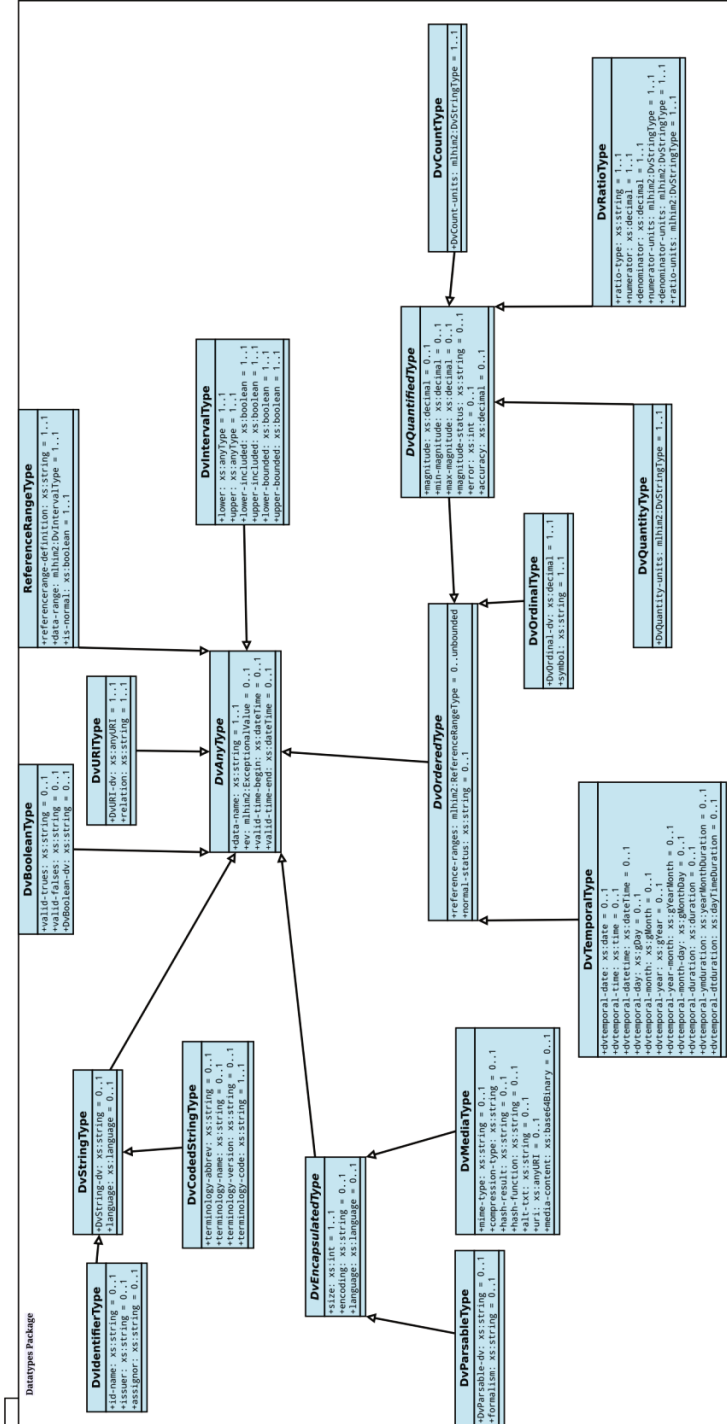 Datatypes Package
DvIdentifierType
+id-name: xs:string = 0..1
+issuer: xs:string = 0..1
+assignor: xs:string = 0..1
DvStringType
+DvString-dv: xs:string = 0..1
+language: xs:language = 0..1
DvCodedStringType
+terminology-abbrev: xs:string = 0..1
+terminology-name: xs:string = 0..1
+terminology-version: xs:string = 0..1
+terminology-code: xs:string = 1..1
DvBooleanType
+valid-trues: xs:string = 0..1
+valid-falses: xs:string = 0..1
+DvBoolean-dv: xs:string = 0..1
DvURIType
+DvURI-dv: xs:anyURI = 1..1
+relation: xs:string = 1..1
ReferenceRangeType
+referencerange-definition: xs:string = 1..1
+data-range: mlhim2:DvIntervalType = 1..1
+is-normal: xs:boolean = 1..1
DvAnyType
+data-name: xs:string = 1..1
+ev: mlhim2:ExceptionalValue = 0..1
+valid-time-begin: xs:dateTime = 0..1
+valid-time-end: xs:dateTime = 0..1
DvIntervalType
+lower: xs:anyType = 1..1
+upper: xs:anyType = 1..1
+lower-included: xs:boolean = 1..1
+upper-included: xs:boolean = 1..1
+lower-bounded: xs:boolean = 1..1
+upper-bounded: xs:boolean = 1..1
DvEncapsulatedType
+size: xs:int = 1..1
+encoding: xs:string = 0..1
+language: xs:language = 0..1
DvParsableType
+DvParsable-dv: xs:string = 0..1
+formalism: xs:string = 0..1
DvMediaType
+mime-type: xs:string = 0..1
+compression-type: xs:string = 0..1
+hash-result: xs:string = 0..1
+hash-function: xs:string = 0..1
+alt-txt: xs:string = 0..1
+uri: xs:anyURI = 0..1
+media-content: xs:base64Binary = 0..1
DvOrderedType
+reference-ranges: mlhim2:ReferenceRangeType = 0..unbounded
+normal-status: xs:string = 0..1
DvQuantifiedType
+magnitude: xs:decimal = 0..1
+min-magnitude: xs:decimal = 0..1
+max-magnitude: xs:decimal = 0..1
+magnitude-status: xs:string = 0..1
+error: xs:int = 0..1
+accuracy: xs:decimal = 0..1
DvCountType
+DvCount-units: mlhim2:DvStringType = 1..1
DvTemporalType
+dvtemporal-date: xs:date = 0..1
+dvtemporal-time: xs:time = 0..1
+dvtemporal-datetime: xs:dateTime = 0..1
+dvtemporal-day: xs:gDay = 0..1
+dvtemporal-month: xs:gMonth = 0..1
+dvtemporal-year: xs:gYear = 0..1
+dvtemporal-year-month: xs:gYearMonth = 0..1
+dvtemporal-month-day: xs:gMonthDay = 0..1
+dvtemporal-duration: xs:duration = 0..1
+dvtemporal-ymduration: xs:yearMonthDuration = 0..1
+dvtemporal-dtduration: xs:dayTimeDuration = 0..1
DvOrdinalType
+DvOrdinal-dv: xs:decimal = 1..1
+symbol: xs:string = 1..1
DvQuantityType
+DvQuantity-units: mlhim2:DvStringType = 1..1
DvRatioType
+ratio-type: xs:string = 1..1
+numerator: xs:decimal = 1..1
+denominator: xs:decimal = 1..1
+numerator-units: mlhim2:DvStringType = 1..1
+denominator-units: mlhim2:DvStringType = 1..1
+ratio-units: mlhim2:DvStringType = 1..1